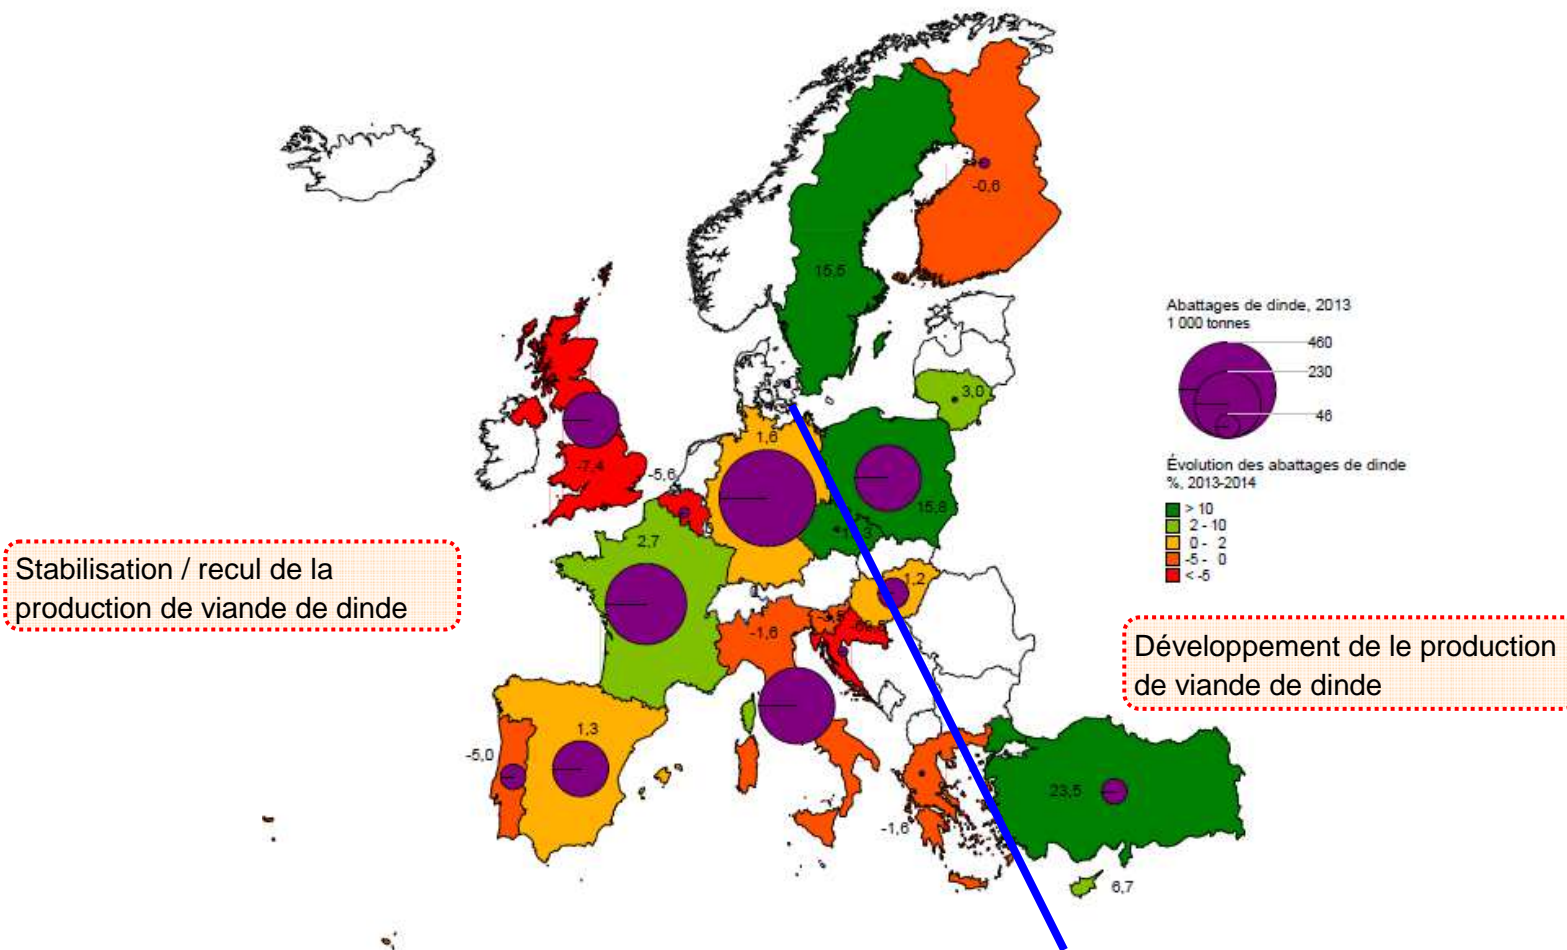 -0,6
15,5
Abattages de dinde, 2013
1 000 tonnes
460
230
46
3,0
1,6
-7,4
-5,6
Évolution des abattages de dinde
%, 2013-2014
> 10
2 - 10
0 - 2
-5 - 0
< -5
15,8
2,7
Stabilisation / recul de la
production de viande de dinde
1,2
-1,6
-3,5
Développement de le production
de viande de dinde
1,3
-5,0
23,5
-1,6
6,7